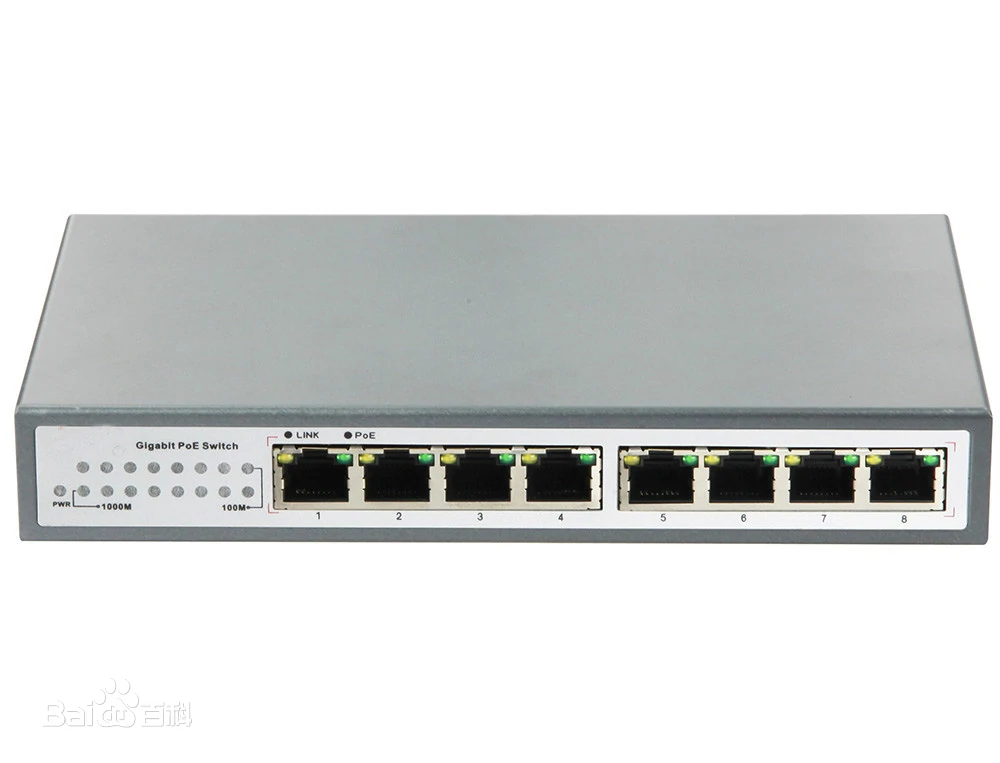 Gigabit PoE Switch
LINK PoE
PWR 1000M 100M
1 2 3 4 5 6 7 8
Baidu百科